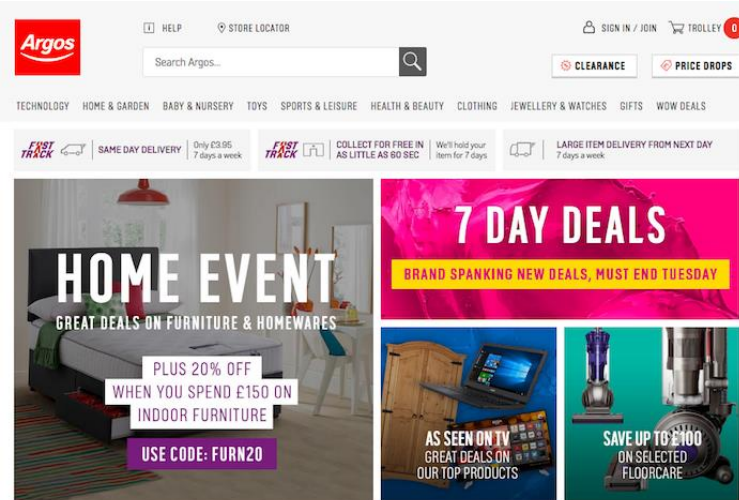 Argos
HELP
STORE LOCATOR
SIGN IN / JOIN
TROLLEY
0
Search Argos...
CLEARANCE
PRICE DROPS
TECHNOLOGY HOME & GARDEN BABY & NURSERY TOYS SPORTS & LEISURE HEALTH & BEAUTY CLOTHING JEWELLERY & WATCHES GIFTS WOW DEALS
FAST
TRACK
SAME DAY DELIVERY
Only £3.95
7 days a week
FAST
TRACK
COLLECT FOR FREE IN
AS LITTLE AS 60 SEC
We'll hold your
item for 7 days
LARGE ITEM DELIVERY FROM NEXT DAY
7 days a week
HOME EVENT
GREAT DEALS ON FURNITURE & HOMEWARES
PLUS 20% OFF
WHEN YOU SPEND £150 ON
INDOOR FURNITURE
USE CODE: FURN20
7 DAY DEALS
BRAND SPANKING NEW DEALS, MUST END TUESDAY
AS SEEN ON TV
GREAT DEALS ON
OUR TOP PRODUCTS
SAVE UP TO £100
ON SELECTED
FLOORCARE